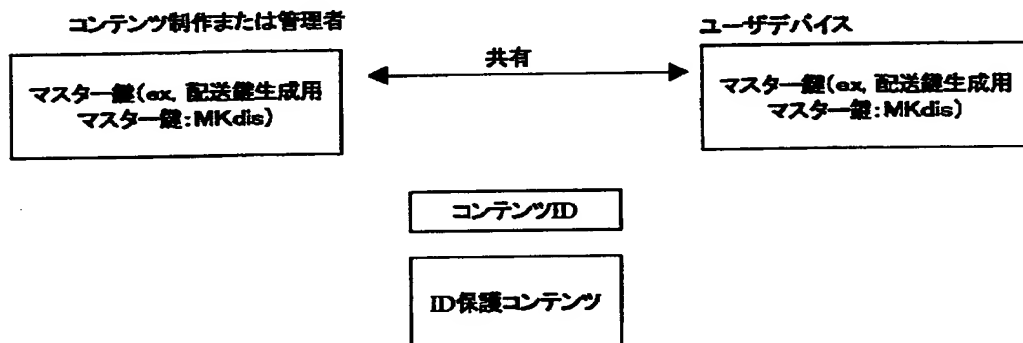 コンテンツ制作または管理者
ユーザデバイス
共有
マスター鍵(ex, 配送鍵生成用
マスター鍵:MKdis)
マスター鍵(ex, 配送鍵生成用
マスター鍵:MKdis)
コンテンツID
ID保護コンテンツ